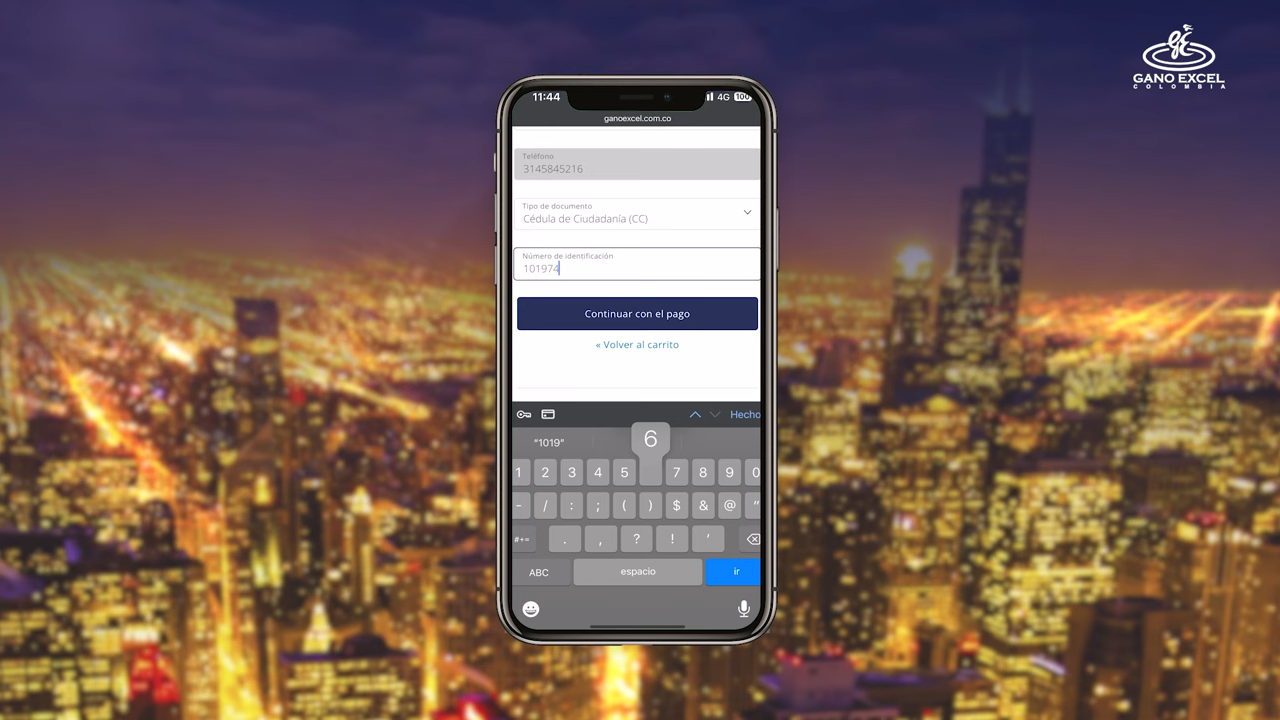 GANO EXCEL
COLOMBIA
11:44
4G 100
ganoexcel.com.co
Teléfono
3145845216
Tipo de documento
Cédula de Ciudadanía (CC)
Número de identificación
101974
Continuar con el pago
« Volver al carrito
Hecho
“1019”
6
1 2 3 4 5 7 8 9 0
- / : ; ( ) $ & @ "
#+= . , ? ! ’
ABC espacio ir